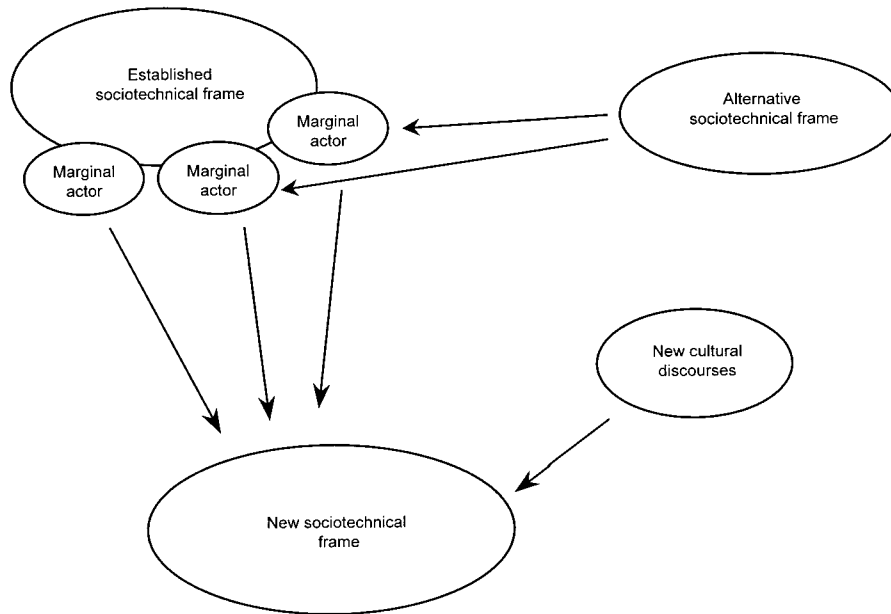 Established
sociotechnical frame
Marginal
actor
Marginal
actor
Marginal
actor
Alternative
sociotechnical frame
New cultural
discourses
New sociotechnical
frame